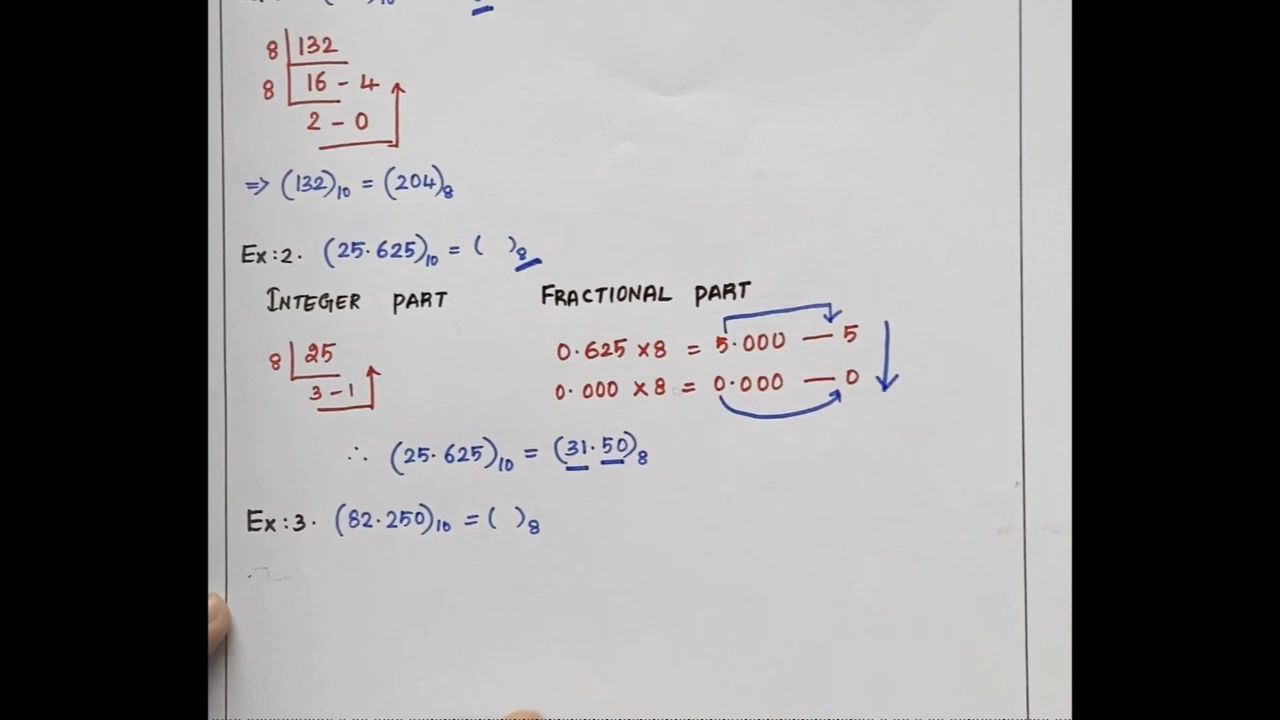 8 | 132
8 | 16 - 4
2 - 0
=> (132)₁₀ = (204)₈
Ex:2. (25.625)₁₀ = ( )₈
INTEGER PART FRACTIONAL PART
8 | 25
3 - 1
0.625 x 8 = 5.000 — 5
0.000 x 8 = 0.000 — 0
∴ (25.625)₁₀ = (31.50)₈
Ex:3. (82.250)₁₀ = ( )₈